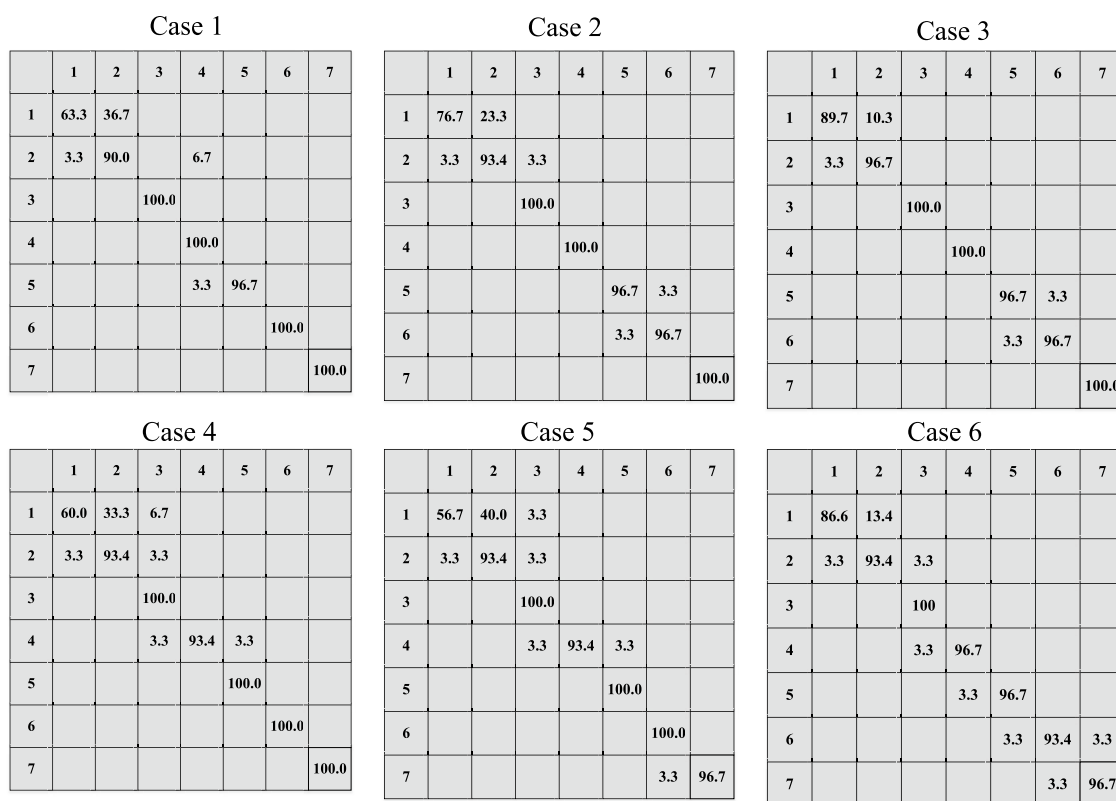 Case 1
1 2 3 4 5 6 7
1 63.3 36.7
2 3.3 90.0 6.7
3 100.0
4 100.0
5 3.3 96.7
6 100.0
7 100.0
Case 2
1 2 3 4 5 6 7
1 76.7 23.3
2 3.3 93.4 3.3
3 100.0
4 100.0
5 96.7 3.3
6 3.3 96.7
7 100.0
Case 3
1 2 3 4 5 6 7
1 89.7 10.3
2 3.3 96.7
3 100.0
4 100.0
5 96.7 3.3
6 3.3 96.7
7 100.0
Case 4
1 2 3 4 5 6 7
1 60.0 33.3 6.7
2 3.3 93.4 3.3
3 100.0
4 3.3 93.4 3.3
5 100.0
6 100.0
7 100.0
Case 5
1 2 3 4 5 6 7
1 56.7 40.0 3.3
2 3.3 93.4 3.3
3 100.0
4 3.3 93.4 3.3
5 100.0
6 100.0
7 3.3 96.7
Case 6
1 2 3 4 5 6 7
1 86.6 13.4
2 3.3 93.4 3.3
3 100
4 3.3 96.7
5 3.3 96.7
6 3.3 93.4 3.3
7 3.3 96.7